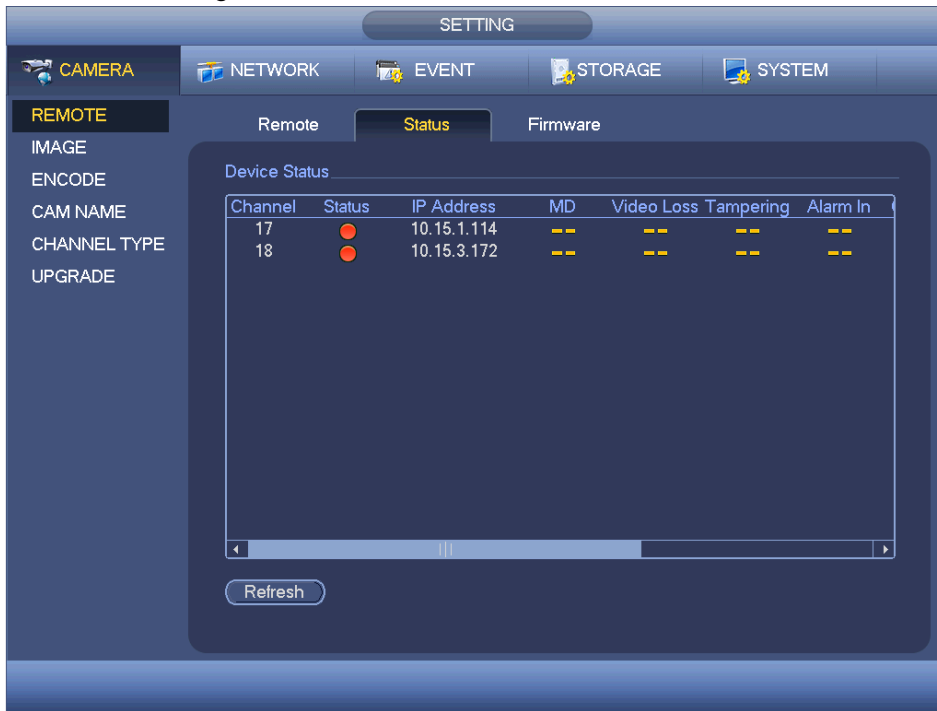 SETTING
CAMERA NETWORK EVENT STORAGE SYSTEM
REMOTE
IMAGE
ENCODE
CAM NAME
CHANNEL TYPE
UPGRADE
Remote Status Firmware
Device Status
Channel Status IP Address MD Video Loss Tampering Alarm In
17 10.15.1.114 -- -- -- --
18 10.15.3.172 -- -- -- --
Refresh